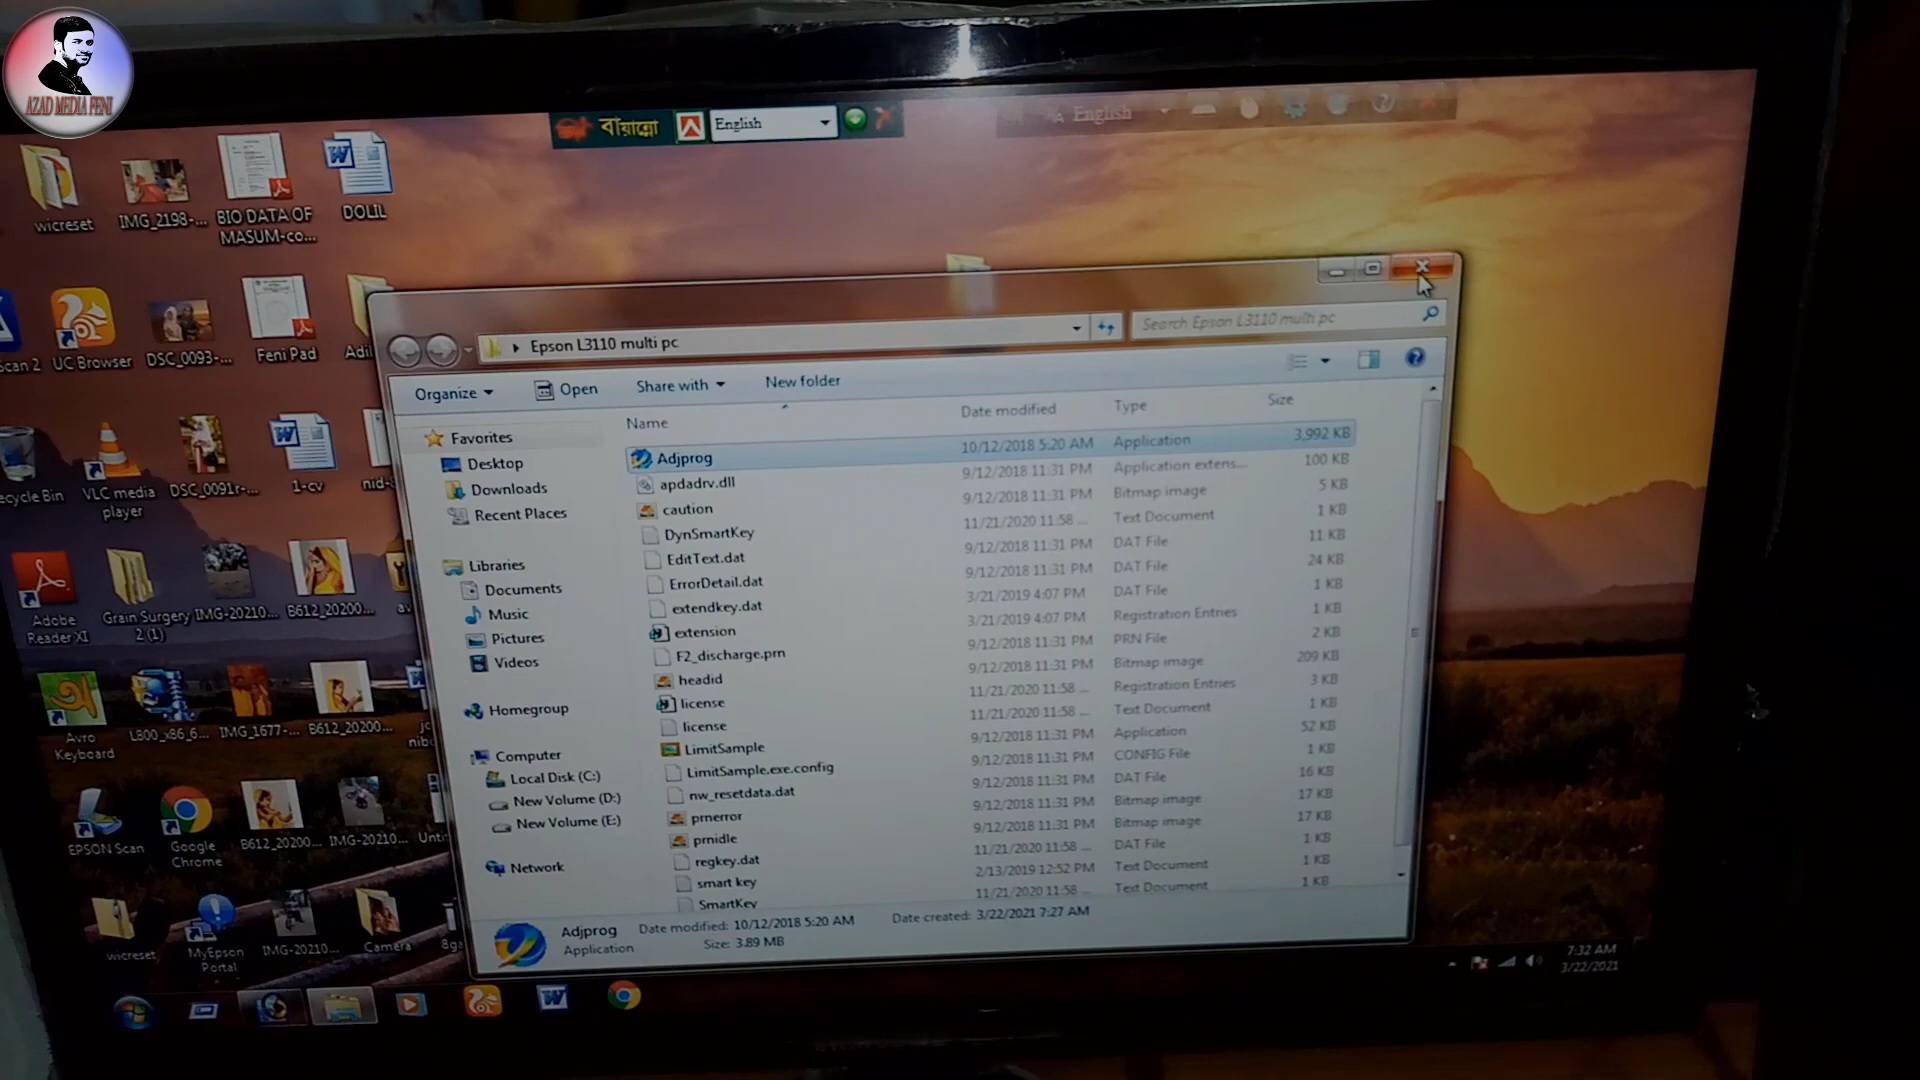 AZAD MEDIA FENI
বায়ান্নো
English
English
wicreset
IMG_2198-...
BIO DATA OF
MASUM-co...
DOLIL
Scan 2
UC Browser
DSC_0093-...
Feni Pad
ecycle Bin
VLC media
player
DSC_0091r-...
1-cv
Adobe
Reader XI
Grain Surgery
2 (1)
IMG-20210...
B612_20200...
Avro
Keyboard
L800_x86_6...
IMG_1677-...
B612_2020...
EPSON Scan
Google
Chrome
B612_2020...
IMG-20210...
wicreset
MyEpson
Portal
IMG-20210...
Camera
Epson L3110 multi pc
Search Epson L3110 multi pc
Organize
Open
Share with
New folder
Favorites
Desktop
Downloads
Recent Places
Libraries
Documents
Music
Pictures
Videos
Homegroup
Computer
Local Disk (C:)
New Volume (D:)
New Volume (E:)
Network
Name Date modified Type Size
Adjprog 10/12/2018 5:20 AM Application 3,992 KB
apdadrv.dll 9/12/2018 11:31 PM Application extens... 100 KB
caution 9/12/2018 11:31 PM Bitmap image 5 KB
DynSmartKey 11/21/2020 11:58 ... Text Document 1 KB
EditText.dat 9/12/2018 11:31 PM DAT File 11 KB
ErrorDetail.dat 9/12/2018 11:31 PM DAT File 24 KB
extendkey.dat 3/21/2019 4:07 PM DAT File 1 KB
extension 3/21/2019 4:07 PM Registration Entries 1 KB
F2_discharge.prn 9/12/2018 11:31 PM PRN File 2 KB
headid 9/12/2018 11:31 PM Bitmap image 209 KB
license 11/21/2020 11:58 ... Registration Entries 3 KB
license 11/21/2020 11:58 ... Text Document 1 KB
LimitSample 9/12/2018 11:31 PM Application 52 KB
LimitSample.exe.config 9/12/2018 11:31 PM CONFIG File 1 KB
nw_resetdata.dat 9/12/2018 11:31 PM DAT File 16 KB
prnerror 9/12/2018 11:31 PM Bitmap image 17 KB
prnidle 9/12/2018 11:31 PM Bitmap image 17 KB
regkey.dat 11/21/2020 11:58 ... DAT File 1 KB
smart key 2/13/2019 12:52 PM Text Document 1 KB
SmartKey 11/21/2020 11:58 ... Text Document 1 KB
Adjprog Date modified: 10/12/2018 5:20 AM Date created: 3/22/2021 7:27 AM
Application Size: 3.89 MB
7:32 AM
3/22/2021